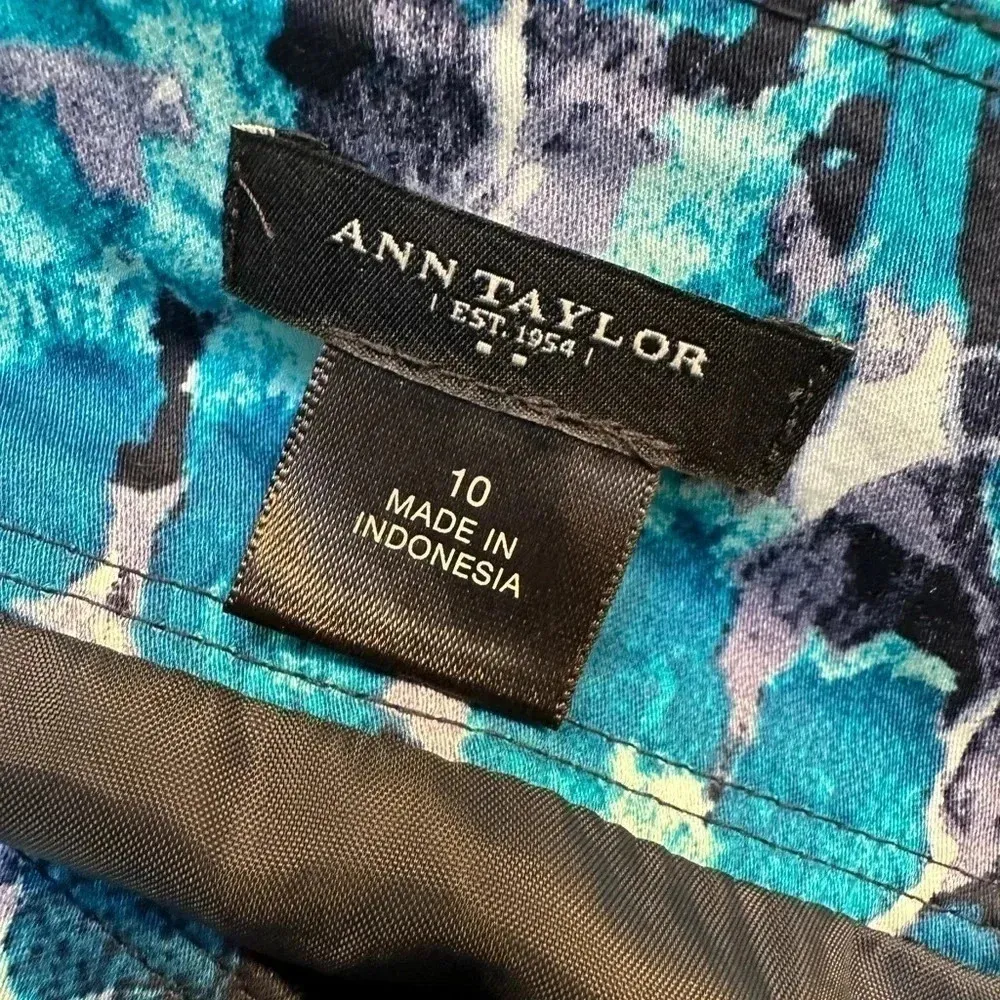 ANN TAYLOR
| EST. 1954 |
10
MADE IN
INDONESIA